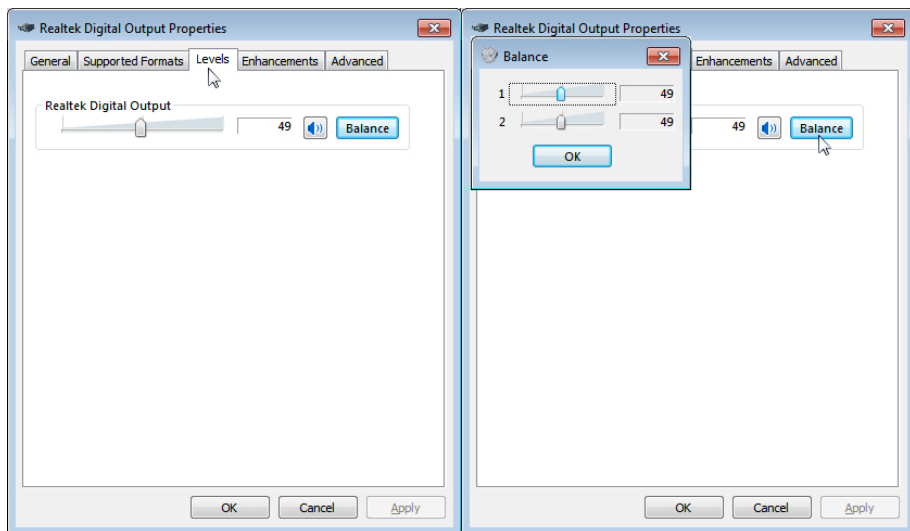 Realtek Digital Output Properties
General Supported Formats Levels Enhancements Advanced
Realtek Digital Output
49 Balance
OK Cancel Apply
Realtek Digital Output Properties
Enhancements Advanced
Balance
1 49
2 49
OK
49 Balance
OK Cancel Apply